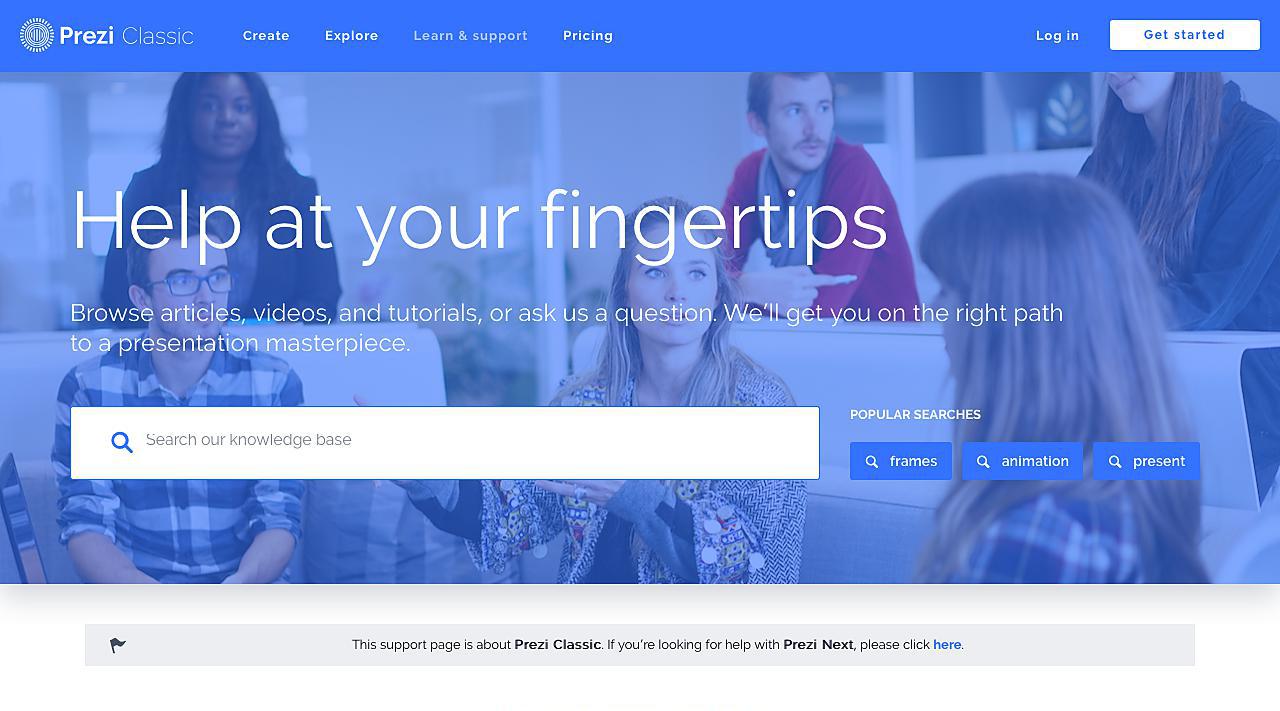 Prezi Classic
Create
Explore
Learn & support
Pricing
Log in
Get started
Help at your fingertips
Browse articles, videos, and tutorials, or ask us a question. We'll get you on the right path
to a presentation masterpiece.
Search our knowledge base
POPULAR SEARCHES
frames
animation
present
This support page is about Prezi Classic. If you're looking for help with Prezi Next, please click here.